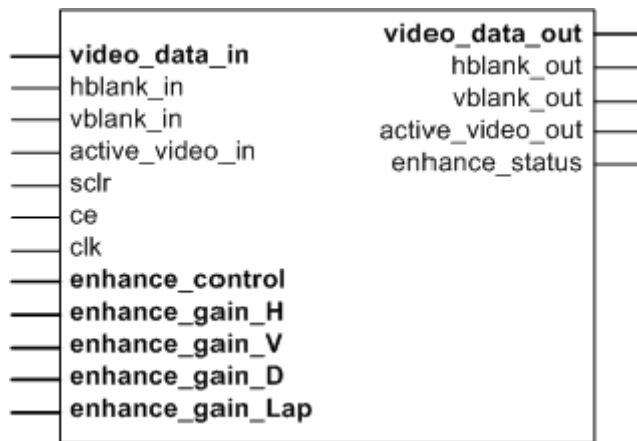 video_data_in
hblank_in
vblank_in
active_video_in
sclr
ce
clk
enhance_control
enhance_gain_H
enhance_gain_V
enhance_gain_D
enhance_gain_Lap
video_data_out
hblank_out
vblank_out
active_video_out
enhance_status